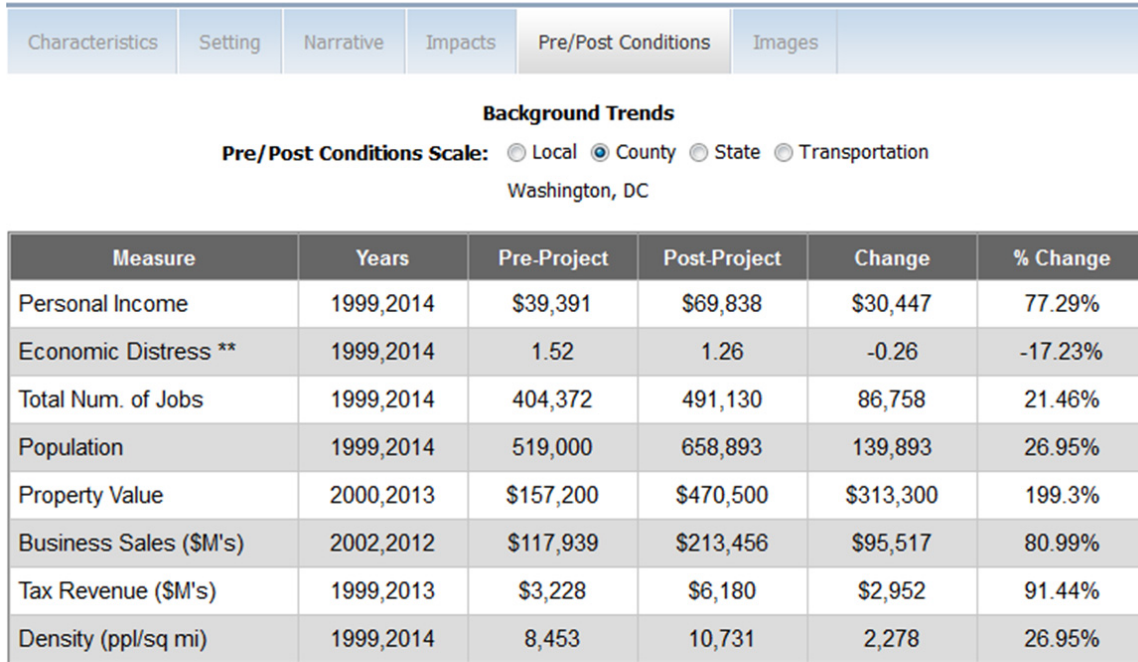 Characteristics Setting Narrative Impacts Pre/Post Conditions Images
Background Trends
Pre/Post Conditions Scale: Local County State Transportation
Washington, DC
Measure Years Pre-Project Post-Project Change % Change
Personal Income 1999,2014 $39,391 $69,838 $30,447 77.29%
Economic Distress ** 1999,2014 1.52 1.26 -0.26 -17.23%
Total Num. of Jobs 1999,2014 404,372 491,130 86,758 21.46%
Population 1999,2014 519,000 658,893 139,893 26.95%
Property Value 2000,2013 $157,200 $470,500 $313,300 199.3%
Business Sales ($M's) 2002,2012 $117,939 $213,456 $95,517 80.99%
Tax Revenue ($M's) 1999,2013 $3,228 $6,180 $2,952 91.44%
Density (ppl/sq mi) 1999,2014 8,453 10,731 2,278 26.95%